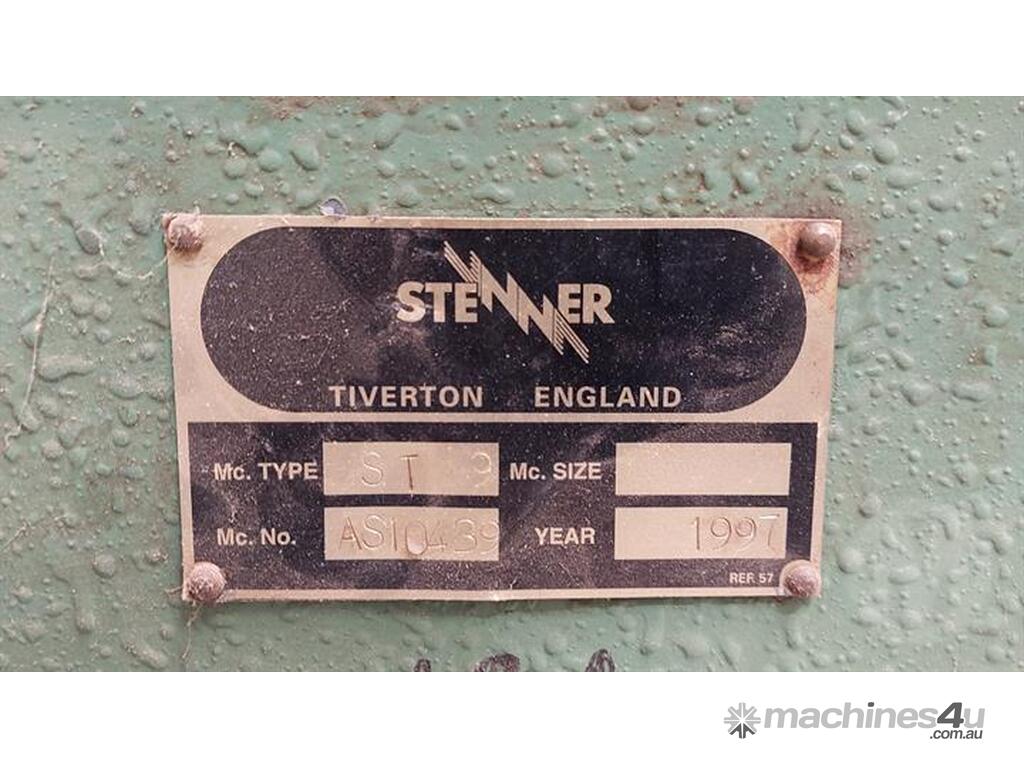 STENNER
TIVERTON ENGLAND
Mc. TYPE ST 9 Mc. SIZE
Mc. No. AS10439 YEAR 1997
REF. 57
machines4u
.com.au